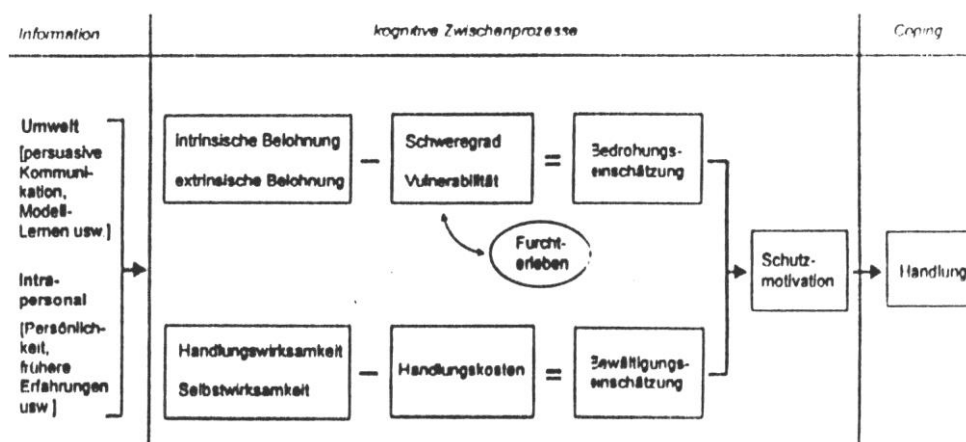 Information
kognitive Zwischenprozesse
Coping
Umwelt
[persuasive
Kommuni-
kation,
Modell-
Lernen usw.]
Intra-
personal
[Persönlich-
keit,
frühere
Erfahrungen
usw.]
intrinsische Belohnung
extrinsische Belohnung
–
Schweregrad
Vulnerabilität
=
Bedrohungs-
einschätzung
Furcht-
erleben
Handlungswirksamkeit
Selbstwirksamkeit
–
Handlungskosten
=
Bewältigungs-
einschätzung
Schutz-
motivation
Handlung